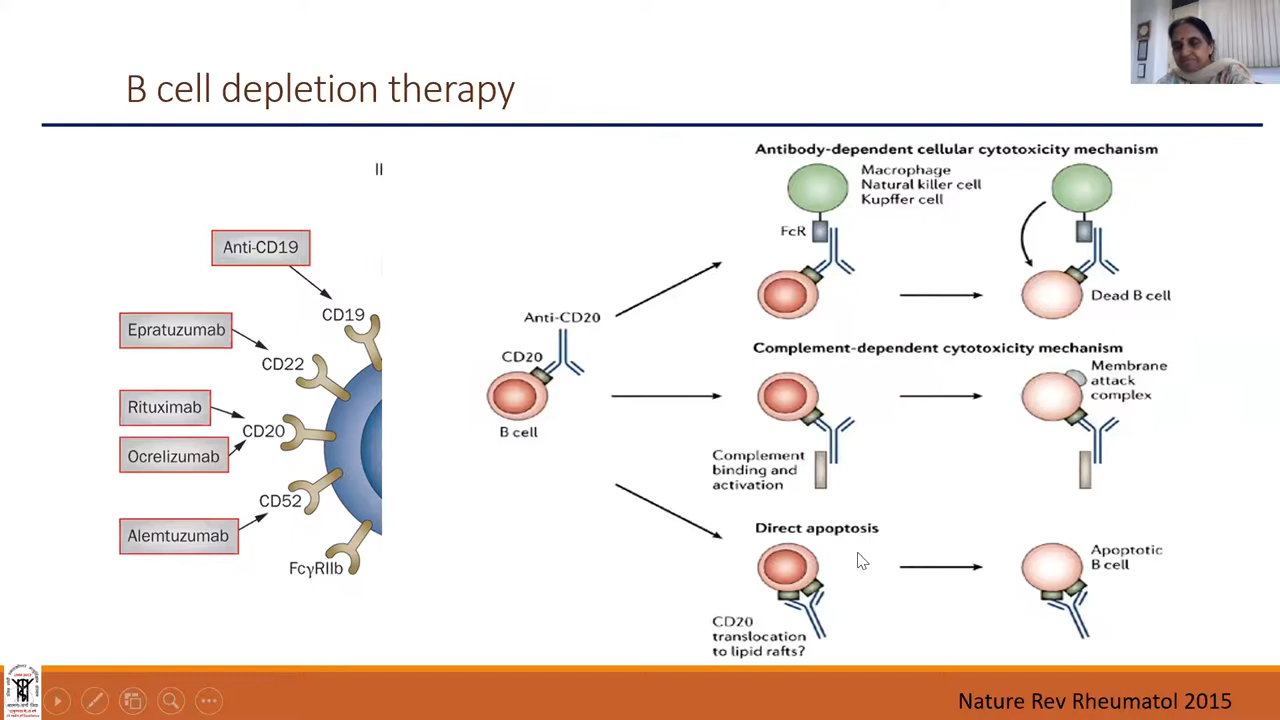 B cell depletion therapy
Anti-CD19
CD19
Epratuzumab
CD22
Rituximab
CD20
Ocrelizumab
CD52
Alemtuzumab
FcγRIIb
Anti-CD20
CD20
B cell
Antibody-dependent cellular cytotoxicity mechanism
Macrophage
Natural killer cell
Kupffer cell
FcR
Dead B cell
Complement-dependent cytotoxicity mechanism
Membrane
attack
complex
Complement
binding and
activation
Direct apoptosis
Apoptotic
B cell
CD20
translocation
to lipid rafts?
Nature Rev Rheumatol 2015